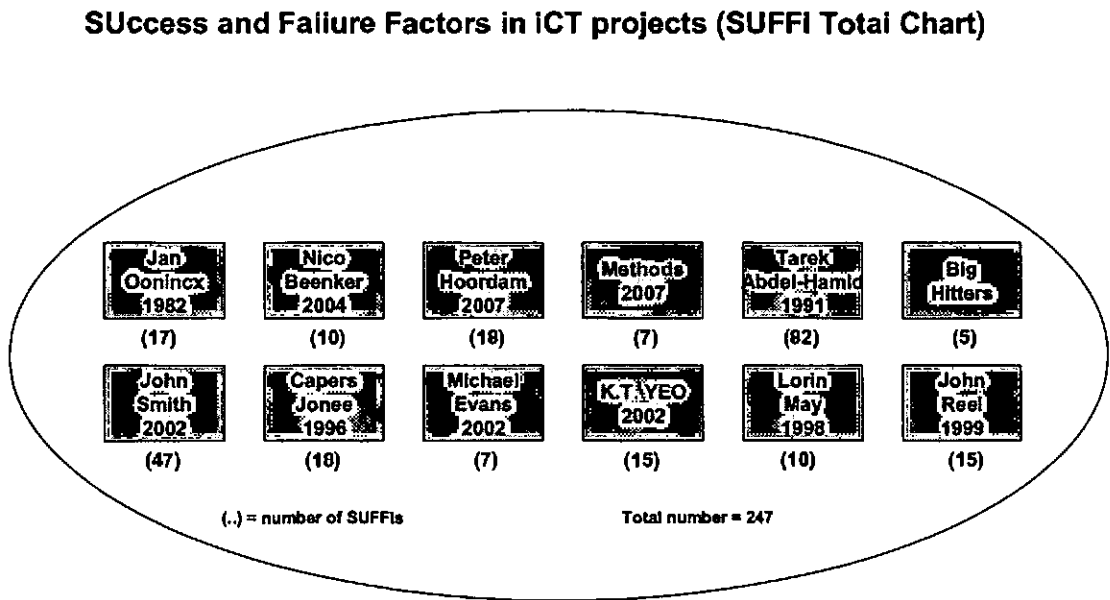 SUccess and Failure Factors in iCT projects (SUFFI Total Chart)
Jan
Oonincx
1982
(17)
Nico
Beenker
2004
(10)
Peter
Hoordam
2007
(18)
Methods
2007
(7)
Tarek
Abdel-Hamid
1991
(82)
Big
Hitters
(5)
John
Smith
2002
(47)
Capers
Jonee
1996
(18)
Michael
Evans
2002
(7)
K.T. YEO
2002
(15)
Lorin
May
1998
(10)
John
Reel
1999
(15)
(..) = number of SUFFIs
Total number = 247